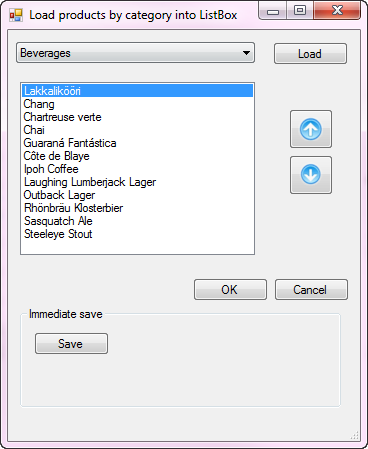 Load products by category into ListBox
Beverages
Load
Lakkalikööri
Chang
Chartreuse verte
Chai
Guaraná Fantástica
Côte de Blaye
Ipoh Coffee
Laughing Lumberjack Lager
Outback Lager
Rhönbräu Klosterbier
Sasquatch Ale
Steeleye Stout
OK
Cancel
Immediate save
Save